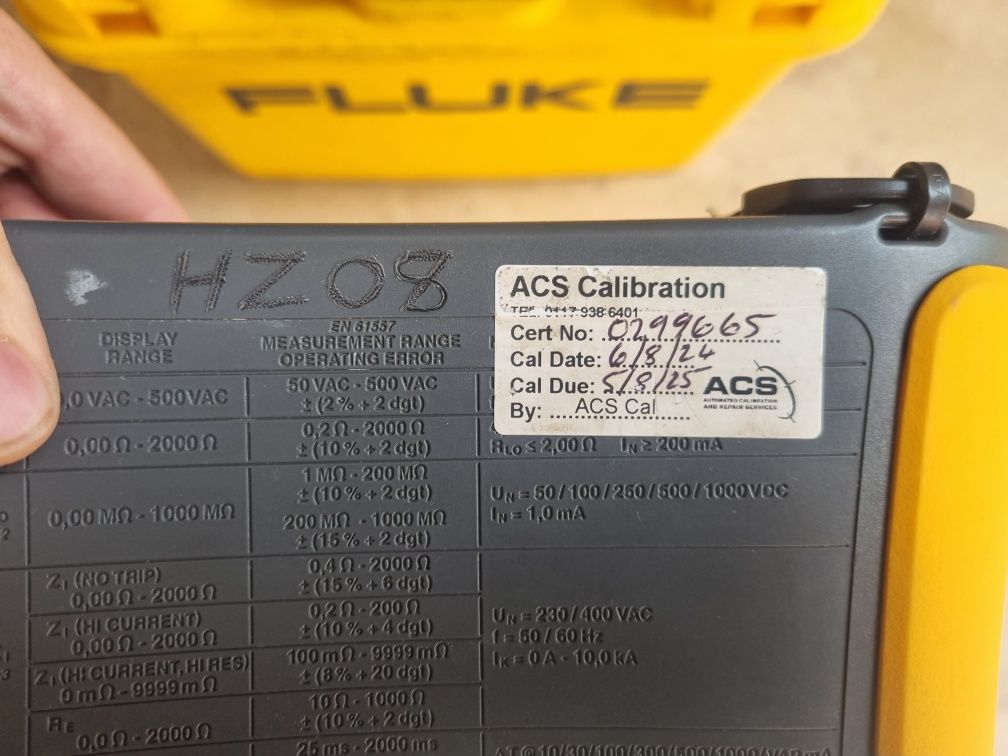 FLUKE
HZ 08
ACS Calibration
TEL. 0117 938 6401
Cert No: 0299665
Cal Date: 6/8/24
Cal Due: 5/8/25
By: ACS Cal
ACS
AUTOMATED CALIBRATION
AND REPAIR SERVICES
DISPLAY
RANGE
EN 61557
MEASUREMENT RANGE
OPERATING ERROR
,0 VAC - 500 VAC
50 VAC - 500 VAC
± (2 % + 2 dgt)
0,00 Ω - 2000 Ω
0,2 Ω - 2000 Ω
± (10 % + 2 dgt)
RLO ≤ 2,00 Ω IN ≥ 200 mA
0,00 MΩ - 1000 MΩ
1 MΩ - 200 MΩ
± (10 % + 2 dgt)
200 MΩ - 1000 MΩ
± (15 % + 2 dgt)
UN = 50 / 100 / 250 / 500 / 1000 VDC
IN = 1,0 mA
ZI (NO TRIP)
0,00 Ω - 2000 Ω
0,4 Ω - 2000 Ω
± (15 % + 6 dgt)
ZI (HI CURRENT)
0,00 Ω - 2000 Ω
0,2 Ω - 200 Ω
± (10 % + 4 dgt)
ZI (HI CURRENT, HI RES)
0 mΩ - 9999 mΩ
100 mΩ - 9999 mΩ
± (8 % + 20 dgt)
UN = 230 / 400 VAC
f = 50 / 60 Hz
IK = 0 A - 10,0 kA
RE
0,0 Ω - 2000 Ω
10 Ω - 1000 Ω
± (10 % + 2 dgt)
25 ms - 2000 ms